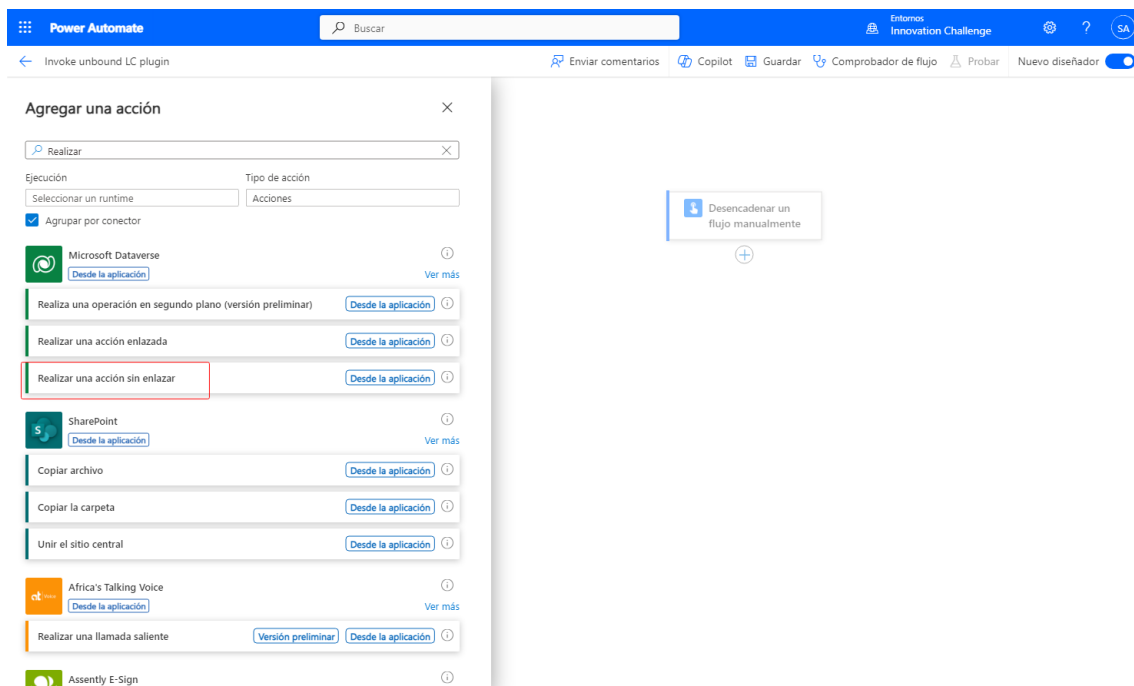 Power Automate
Buscar
Entornos
Innovation Challenge
?
SA
Invoke unbound LC plugin
Enviar comentarios
Copilot
Guardar
Comprobador de flujo
Probar
Nuevo diseñador
Agregar una acción
Realizar
Ejecución
Tipo de acción
Seleccionar un runtime
Acciones
Agrupar por conector
Microsoft Dataverse
Desde la aplicación
Ver más
Realiza una operación en segundo plano (versión preliminar)
Desde la aplicación
Realizar una acción enlazada
Desde la aplicación
Realizar una acción sin enlazar
Desde la aplicación
S
SharePoint
Desde la aplicación
Ver más
Copiar archivo
Desde la aplicación
Copiar la carpeta
Desde la aplicación
Unir el sitio central
Desde la aplicación
at
Africa's Talking Voice
Desde la aplicación
Ver más
Realizar una llamada saliente
Versión preliminar
Desde la aplicación
Assently E-Sign
Desencadenar un
flujo manualmente